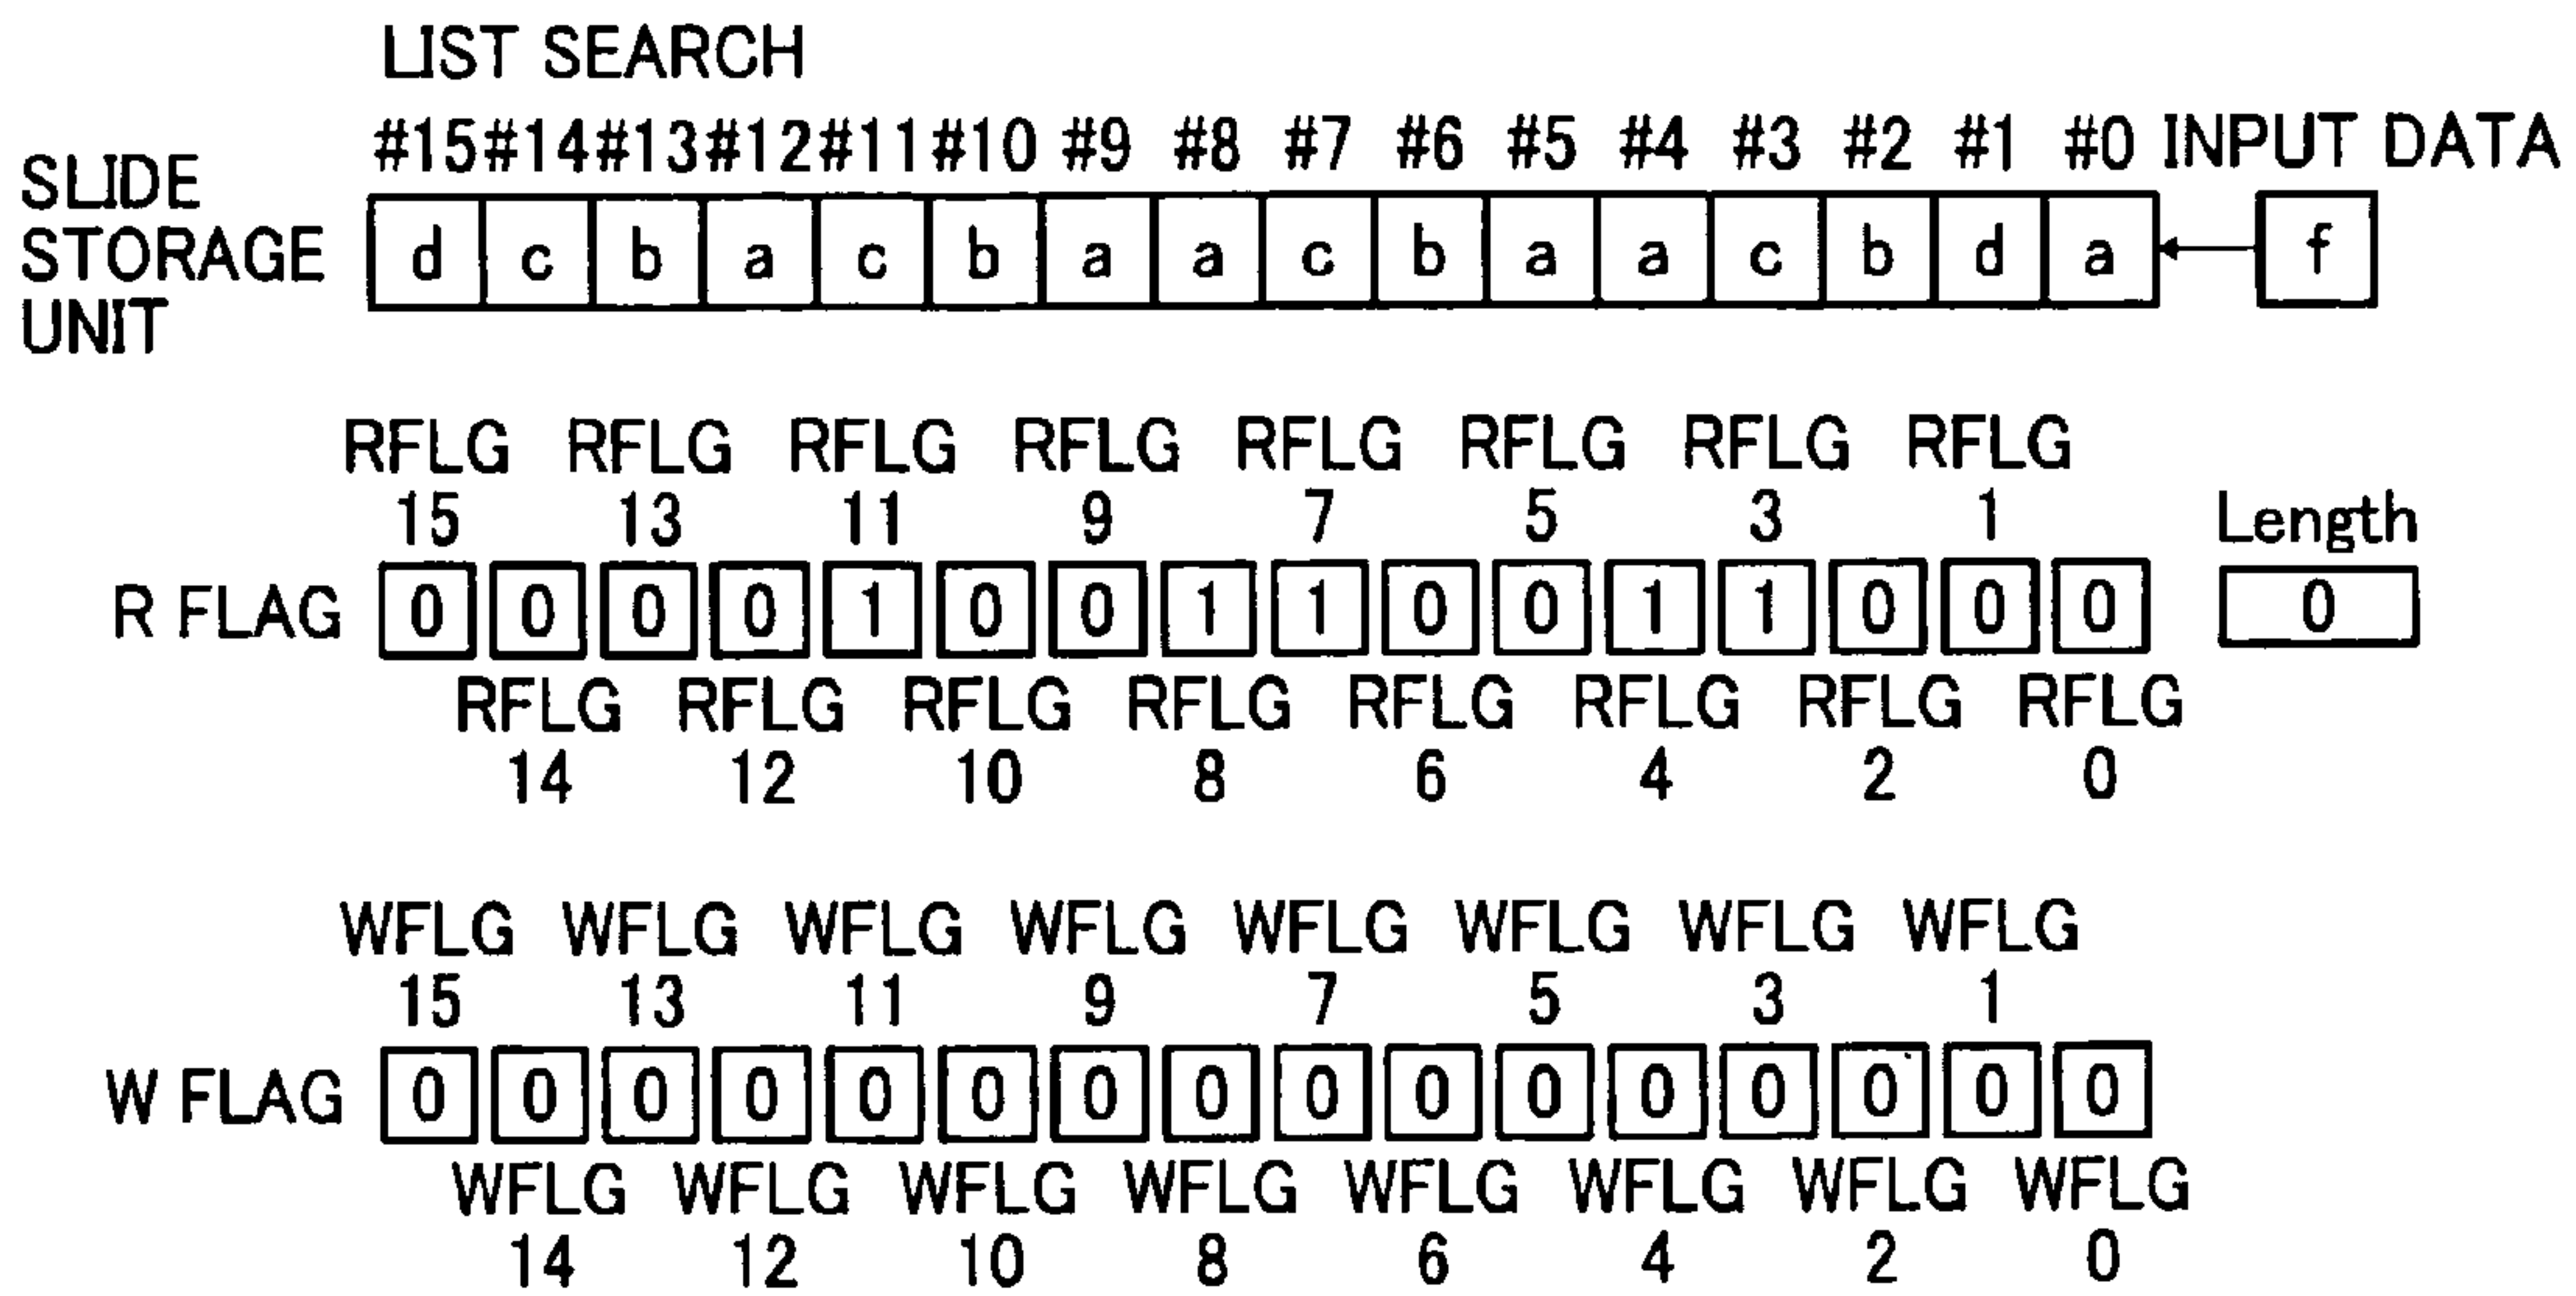 LIST SEARCH
#15 #14 #13 #12 #11 #10 #9 #8 #7 #6 #5 #4 #3 #2 #1 #0 INPUT DATA
SLIDE
STORAGE
UNIT
d c b a c b a a c b a a c b d a f
RFLG RFLG RFLG RFLG RFLG RFLG RFLG RFLG
15 13 11 9 7 5 3 1
Length
R FLAG 0 0 0 0 1 0 0 1 1 0 0 1 1 0 0 0 0
RFLG RFLG RFLG RFLG RFLG RFLG RFLG RFLG
14 12 10 8 6 4 2 0
WFLG WFLG WFLG WFLG WFLG WFLG WFLG WFLG
15 13 11 9 7 5 3 1
W FLAG 0 0 0 0 0 0 0 0 0 0 0 0 0 0 0 0
WFLG WFLG WFLG WFLG WFLG WFLG WFLG WFLG
14 12 10 8 6 4 2 0